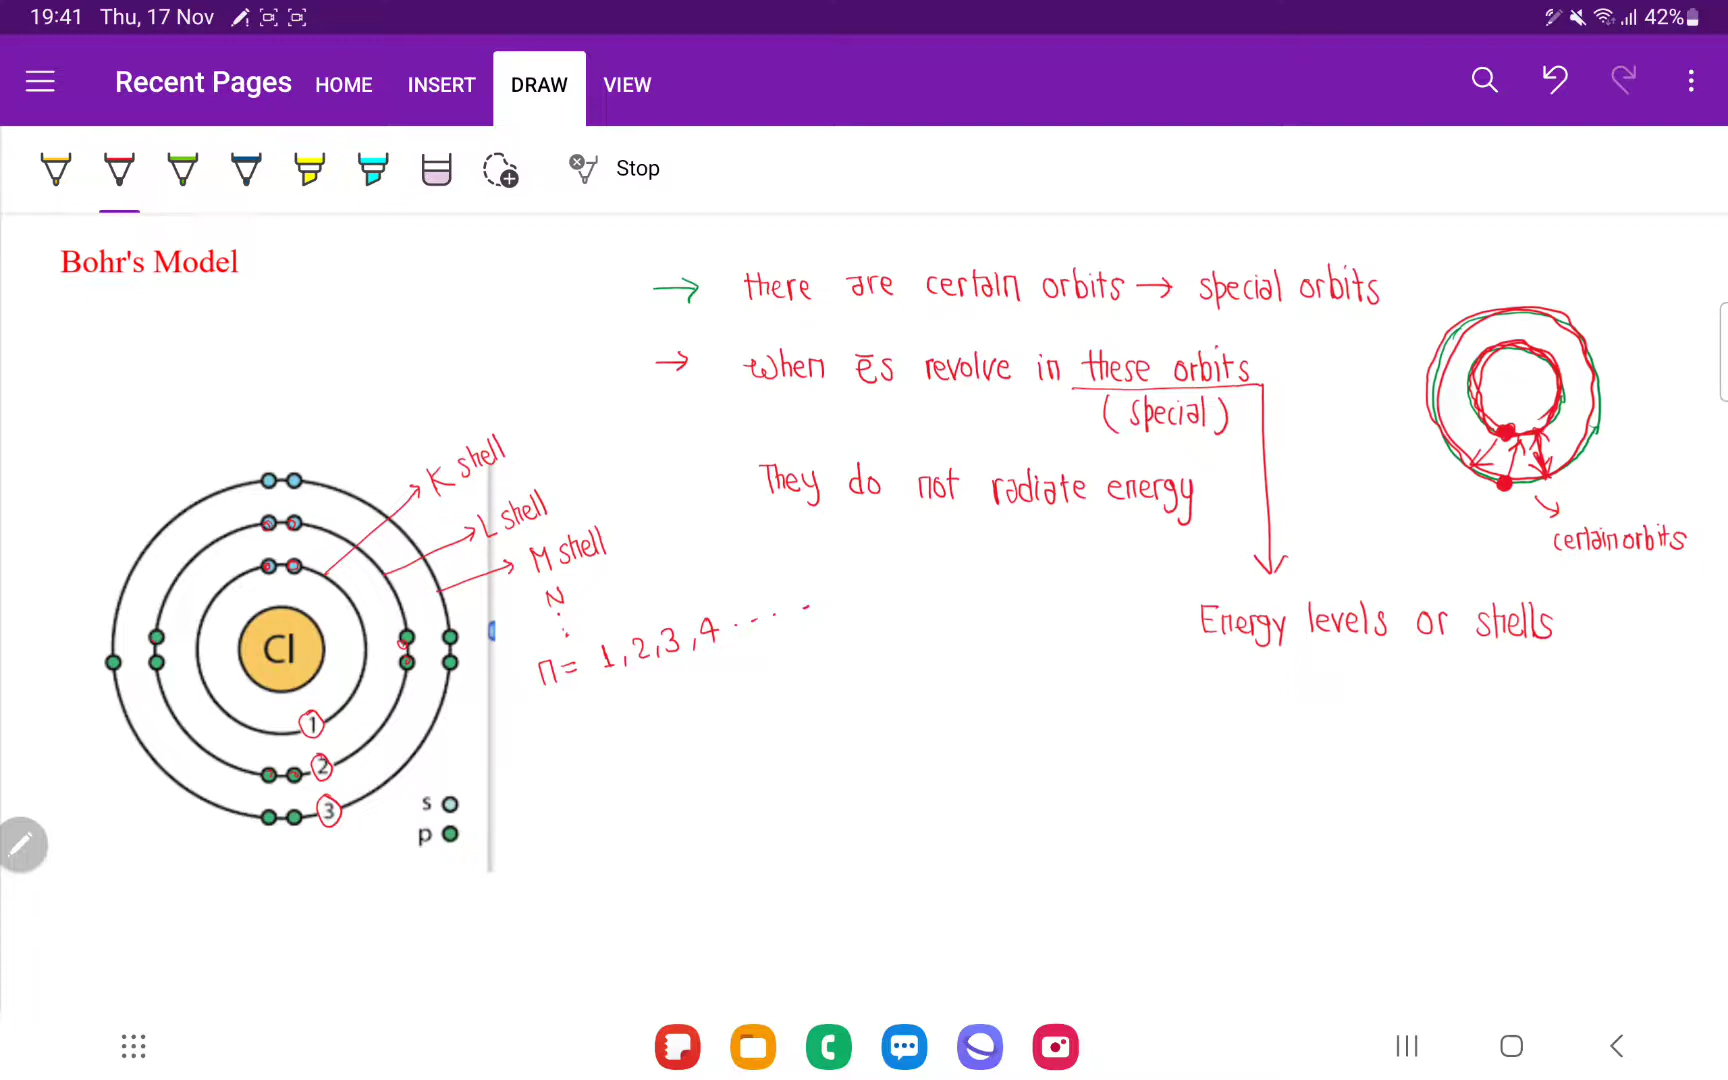 19:41 Thu, 17 Nov
42%
Recent Pages HOME INSERT DRAW VIEW
Stop
Bohr's Model
→ there are certain orbits → special orbits
→ when ēs revolve in these orbits
(special)
They do not radiate energy
certain orbits
Energy levels or shells
K shell
L shell
M shell
N
n = 1, 2, 3, 4 . . . . .
Cl
1
2
3
s
p